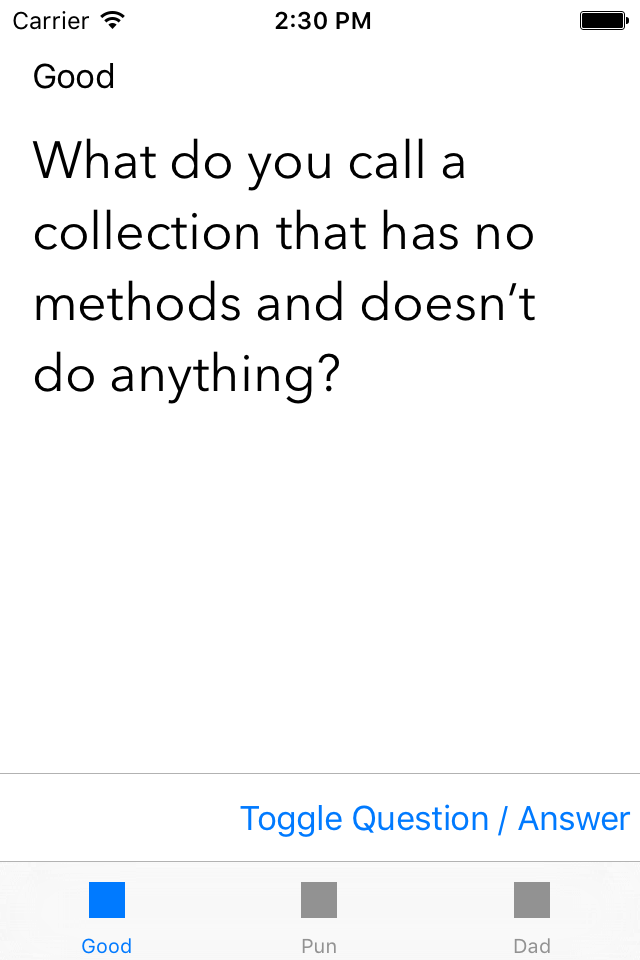 Carrier 2:30 PM
Good
What do you call a
collection that has no
methods and doesn’t
do anything?
Toggle Question / Answer
Good Pun Dad